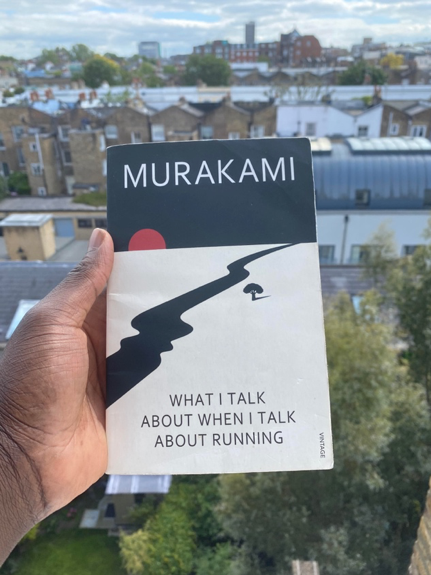 MURAKAMI
WHAT I TALK
ABOUT WHEN I TALK
ABOUT RUNNING
VINTAGE